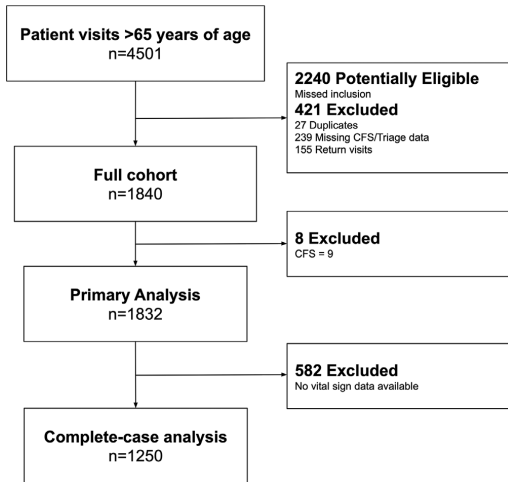 Patient visits >65 years of age
n=4501
2240 Potentially Eligible
Missed inclusion
421 Excluded
27 Duplicates
239 Missing CFS/Triage data
155 Return visits
Full cohort
n=1840
8 Excluded
CFS = 9
Primary Analysis
n=1832
582 Excluded
No vital sign data available
Complete-case analysis
n=1250